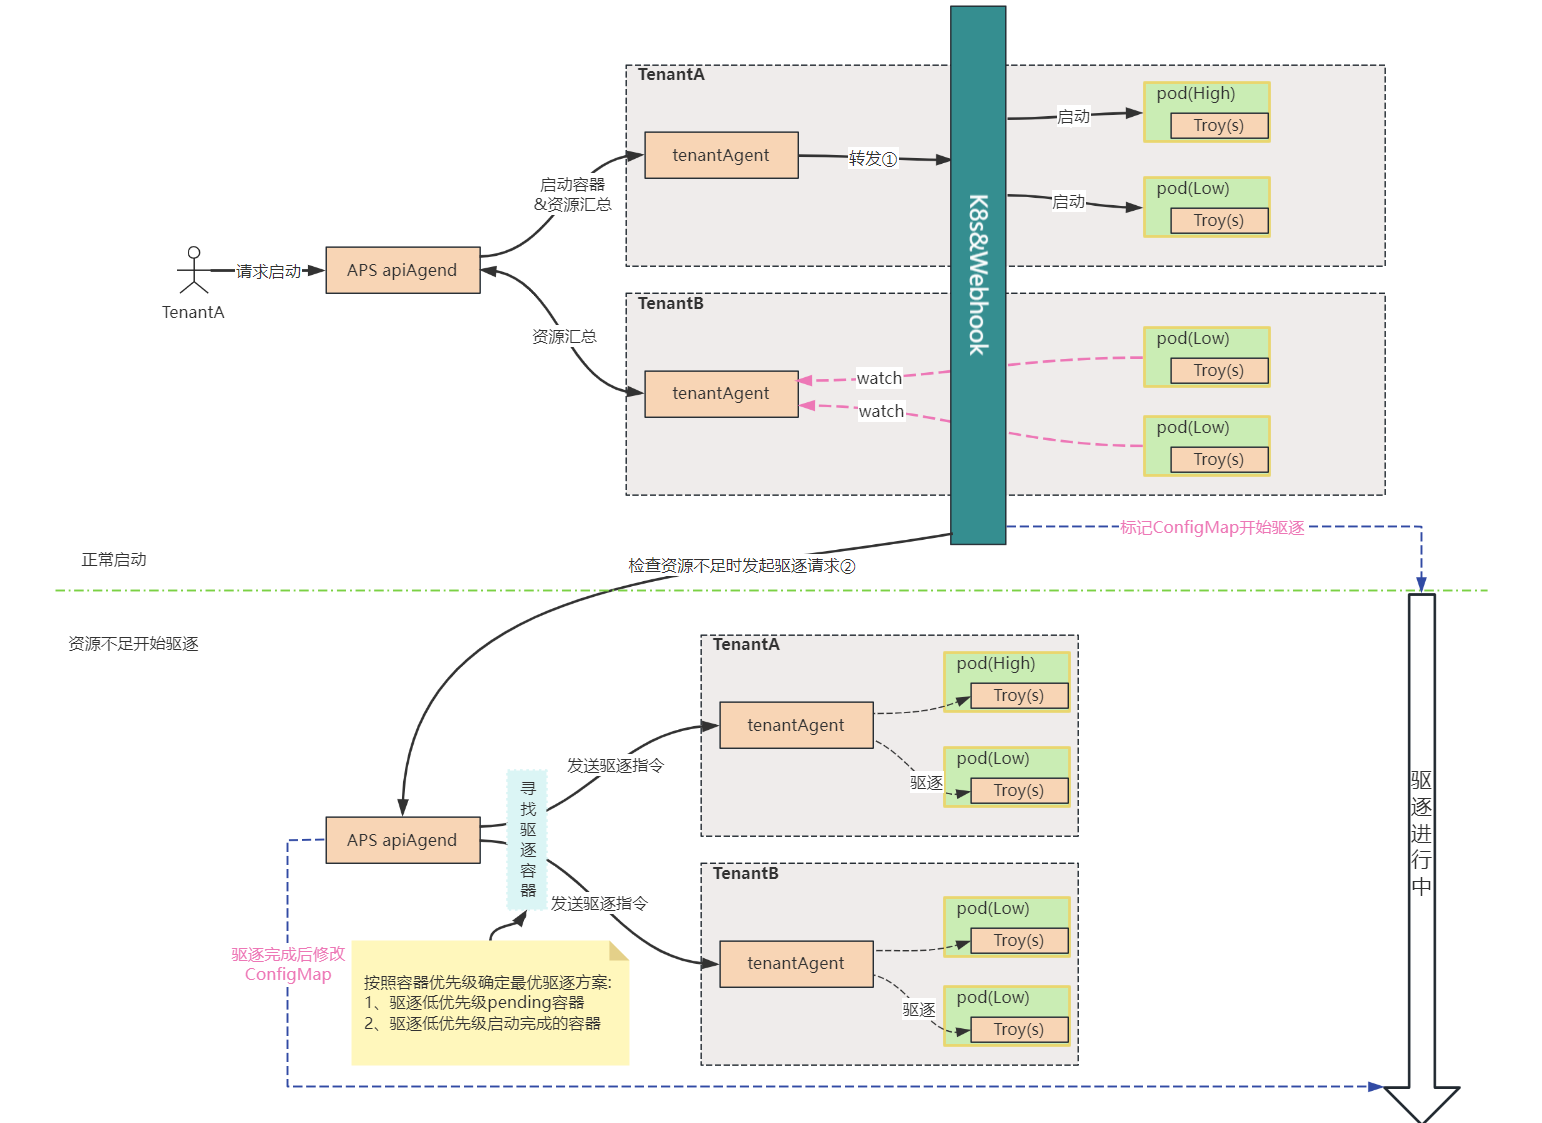 TenantA
tenantAgent
转发①
启动
pod(High)
Troy(s)
启动
pod(Low)
Troy(s)
启动容器
&资源汇总
请求启动
TenantA
APS apiAgend
资源汇总
K8s&Webhook
TenantB
tenantAgent
watch
watch
pod(Low)
Troy(s)
pod(Low)
Troy(s)
标记ConfigMap开始驱逐
正常启动
检查资源不足时发起驱逐请求②
资源不足开始驱逐
TenantA
tenantAgent
pod(High)
Troy(s)
驱逐
pod(Low)
Troy(s)
发送驱逐指令
寻
找
驱
逐
容
器
APS apiAgend
发送驱逐指令
TenantB
tenantAgent
pod(Low)
Troy(s)
驱逐
pod(Low)
Troy(s)
驱逐完成后修改
ConfigMap
按照容器优先级确定最优驱逐方案:
1、驱逐低优先级pending容器
2、驱逐低优先级启动完成的容器
驱
逐
进
行
中